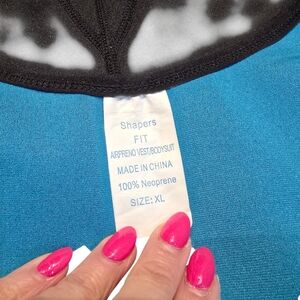 Shapers
FIT
AIRPRENO VEST/BODYSUIT
MADE IN CHINA
100% Neoprene
SIZE: XL